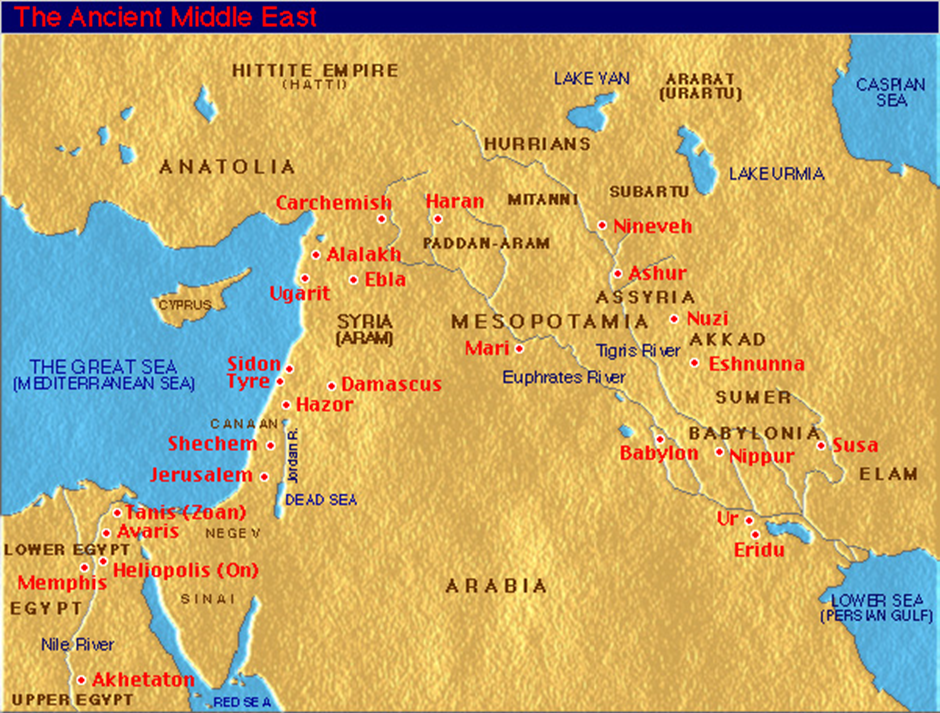 The Ancient Middle East
HITTITE EMPIRE
(HATTI)
LAKE VAN
ARARAT
(URARTU)
CASPIAN
SEA
HURRIANS
ANATOLIA
LAKE URMIA
SUBARTU
MITANNI
Carchemish
Haran
Nineveh
PADDAN-ARAM
Alalakh
Ashur
Ebla
Ugarit
ASSYRIA
CYPRUS
SYRIA
(ARAM)
MESOPOTAMIA
Nuzi
AKKAD
Mari
Tigris River
Eshnunna
THE GREAT SEA
(MEDITERRANEAN SEA)
Sidon
Tyre
Damascus
Euphrates River
Hazor
SUMER
CANAAN
BABYLONIA
Shechem
Jordan R.
Babylon
Nippur
Susa
ELAM
Jerusalem
DEAD SEA
Tanis (Zoan)
Avaris
NEGEV
Ur
Eridu
LOWER EGYPT
Heliopolis (On)
Memphis
ARABIA
SINAI
EGYPT
LOWER SEA
(PERSIAN GULF)
Nile River
Akhetaton
UPPER EGYPT
RED SEA